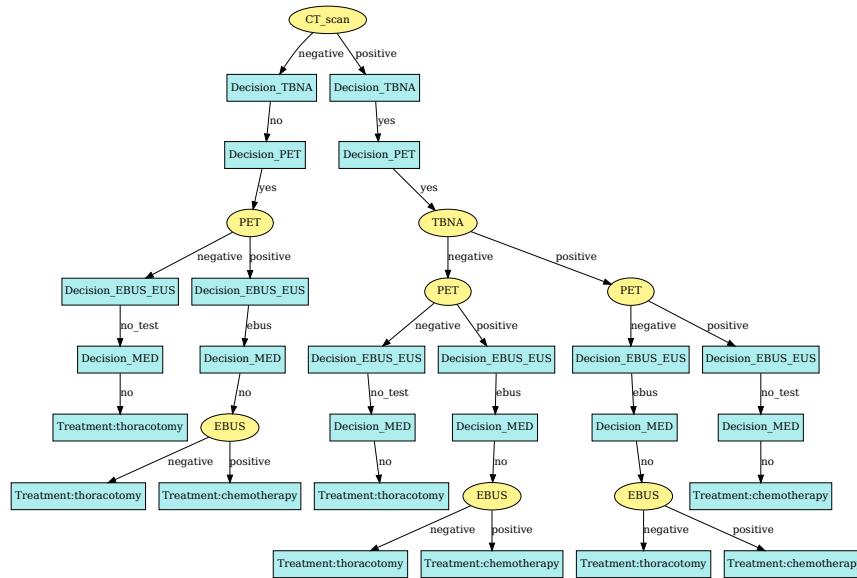 CT_scan
negative
positive
Decision_TBNA
Decision_TBNA
no
yes
Decision_PET
Decision_PET
yes
yes
PET
TBNA
negative
positive
negative
positive
Decision_EBUS_EUS
Decision_EBUS_EUS
PET
PET
no_test
ebus
negative
positive
negative
positive
Decision_MED
Decision_MED
Decision_EBUS_EUS
Decision_EBUS_EUS
Decision_EBUS_EUS
Decision_EBUS_EUS
no
no
no_test
ebus
ebus
no_test
Treatment:thoracotomy
EBUS
Decision_MED
Decision_MED
Decision_MED
Decision_MED
negative
positive
no
no
no
no
Treatment:thoracotomy
Treatment:chemotherapy
Treatment:thoracotomy
EBUS
EBUS
Treatment:chemotherapy
negative
positive
negative
positive
Treatment:thoracotomy
Treatment:chemotherapy
Treatment:thoracotomy
Treatment:chemotherapy